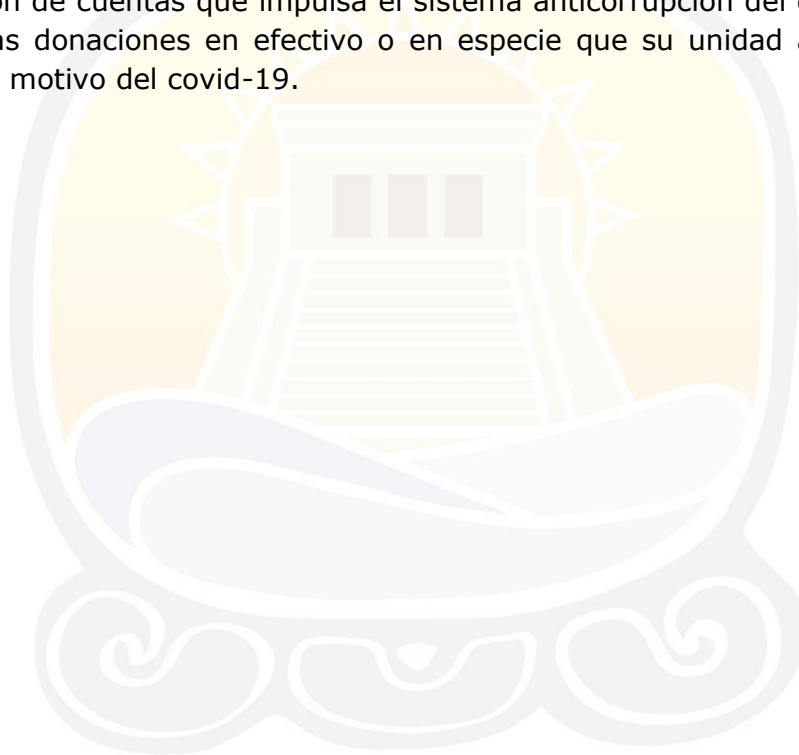 ón de cuentas que impulsa el sistema anticorrupción del
as donaciones en efectivo o en especie que su unidad
motivo del covid-19.